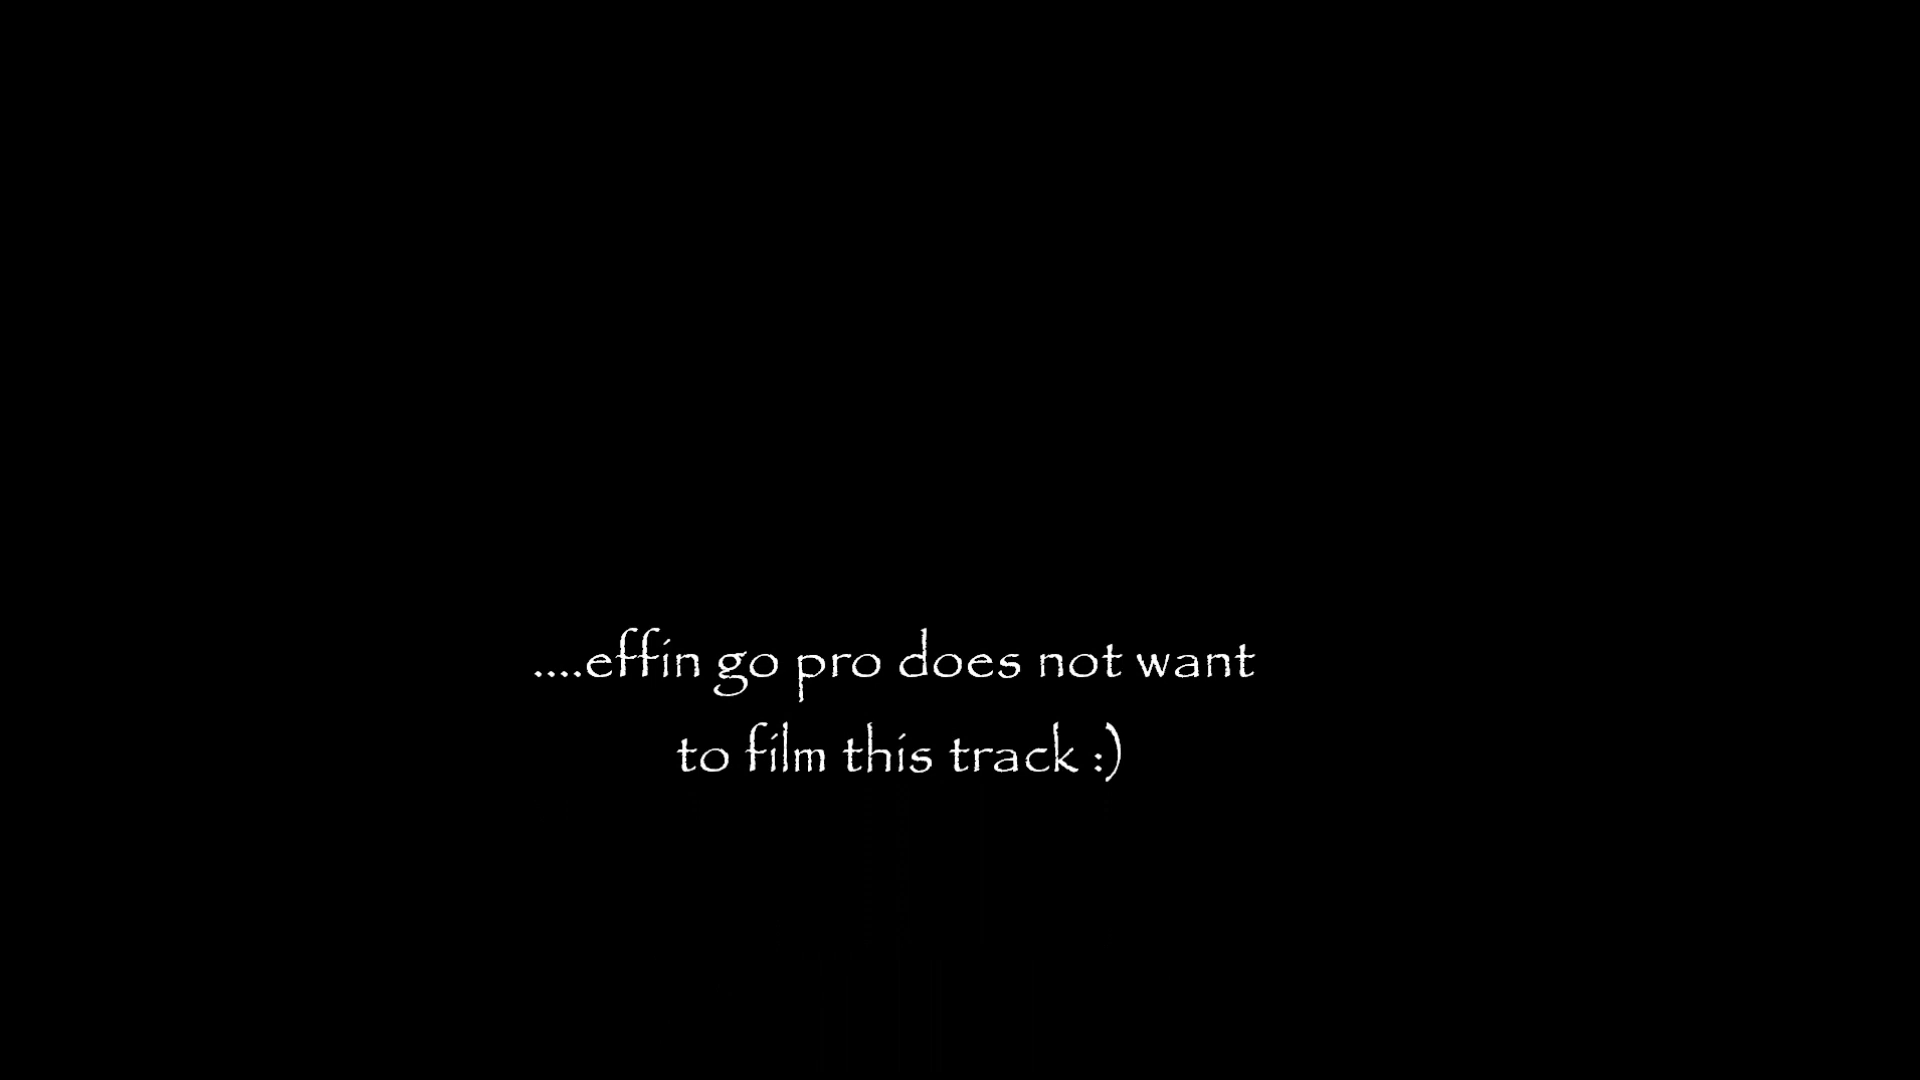 ....effin go pro does not want
to film this track :)